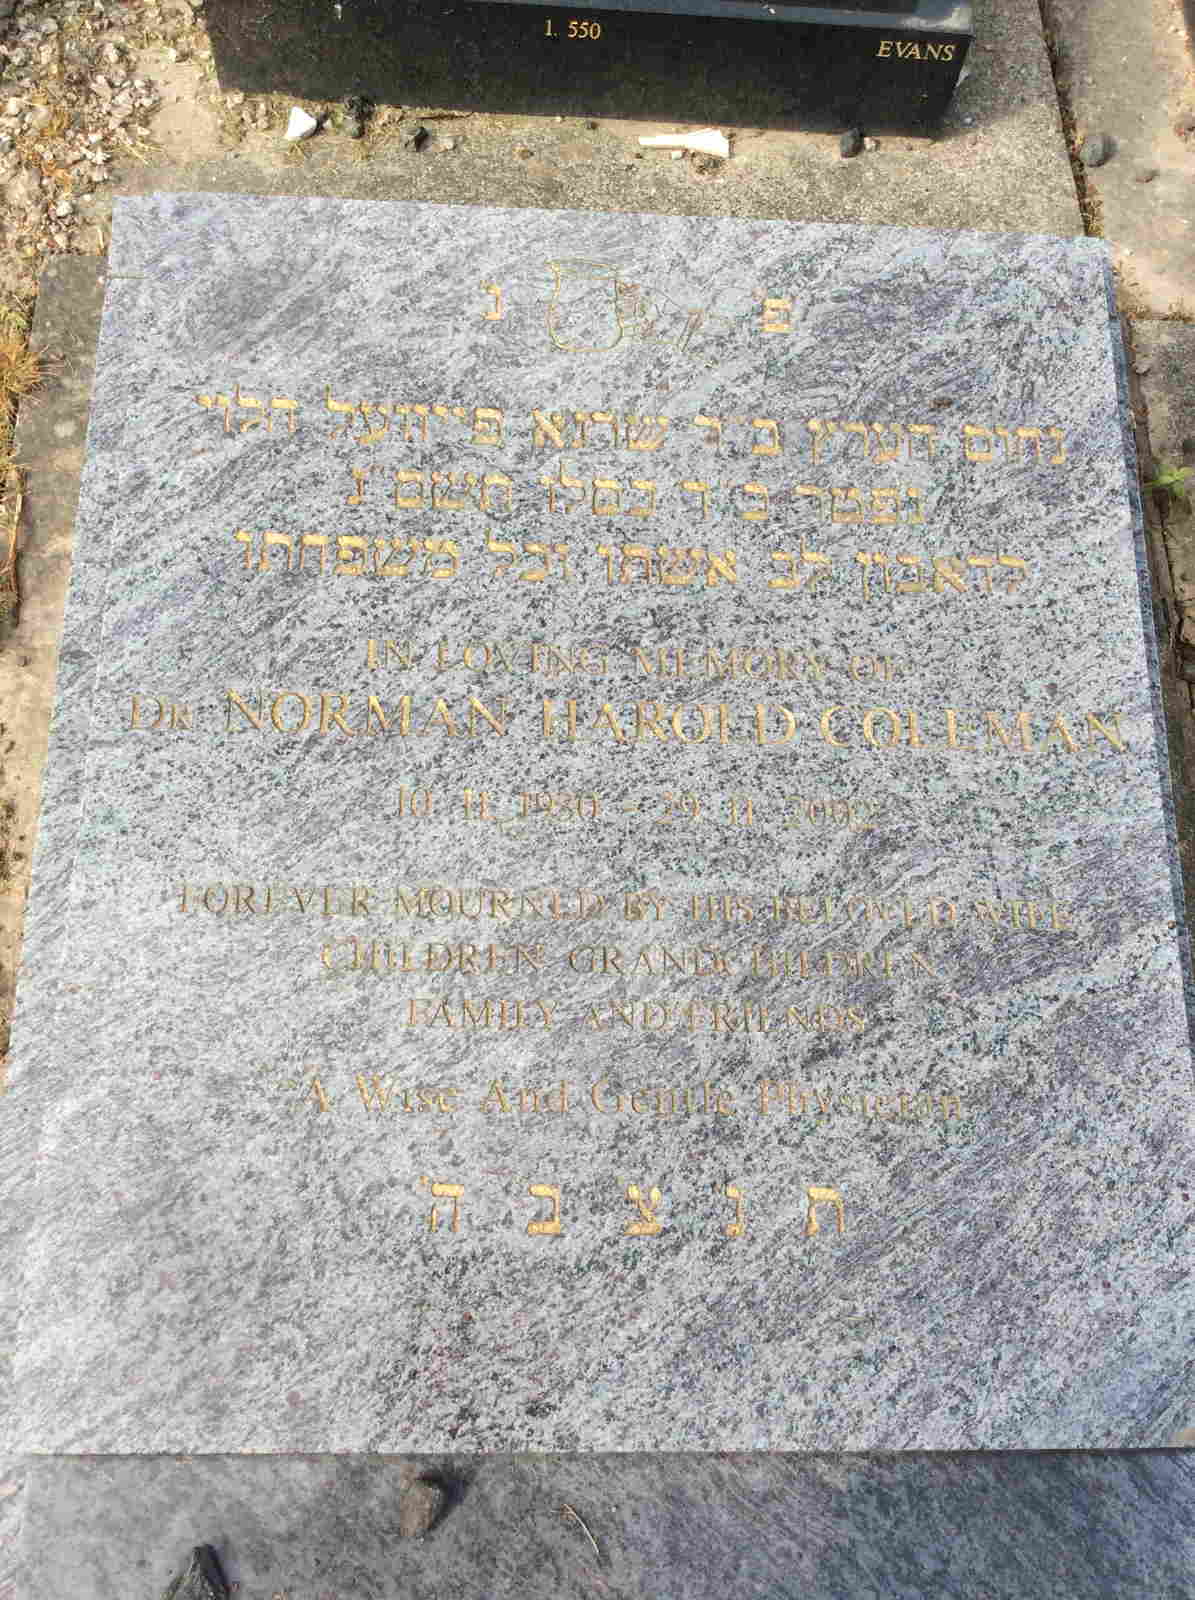 1. 550
EVANS
פ' נ'
נחום הערץ ב"ר שרגא פייוועל הלוי
נפטר כ"ד כסלו תשס"ג
לדאבון לב אשתו וכל משפחתו
IN LOVING MEMORY OF
DR NORMAN HAROLD COLEMAN
10 11 1930 - 29 11 2002
FOREVER MOURNED BY HIS BELOVED WIFE
CHILDREN GRANDCHILDREN
FAMILY AND FRIENDS
"A Wise And Gentle Physician"
ת נ צ ב ה'